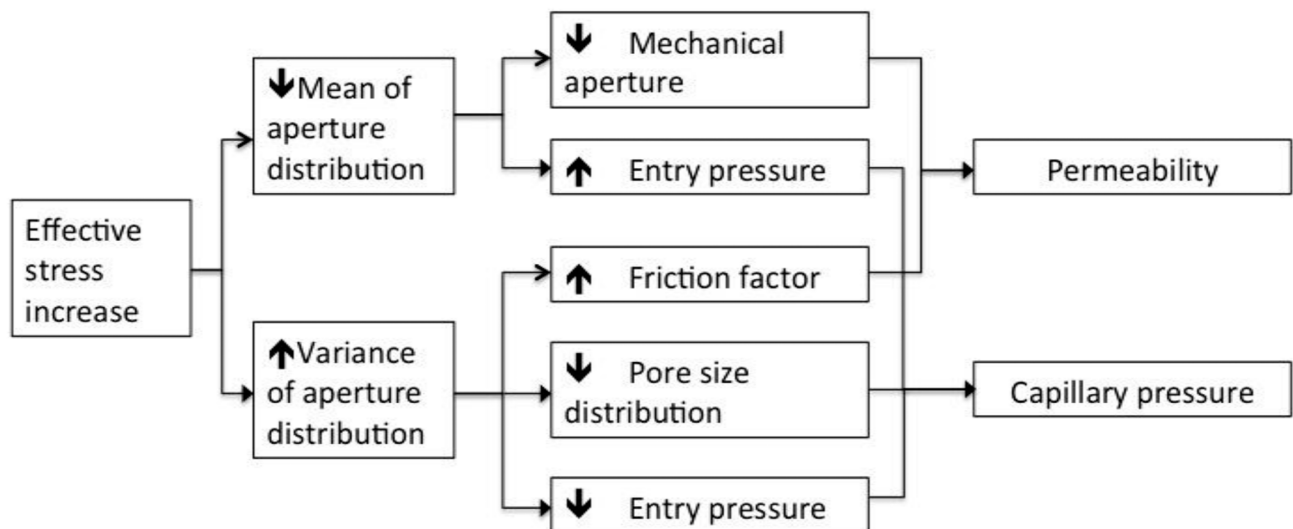 Effective
stress
increase
↓Mean of
aperture
distribution
↑Variance
of aperture
distribution
↓ Mechanical
aperture
↑ Entry pressure
↑ Friction factor
↓ Pore size
distribution
↓ Entry pressure
Permeability
Capillary pressure